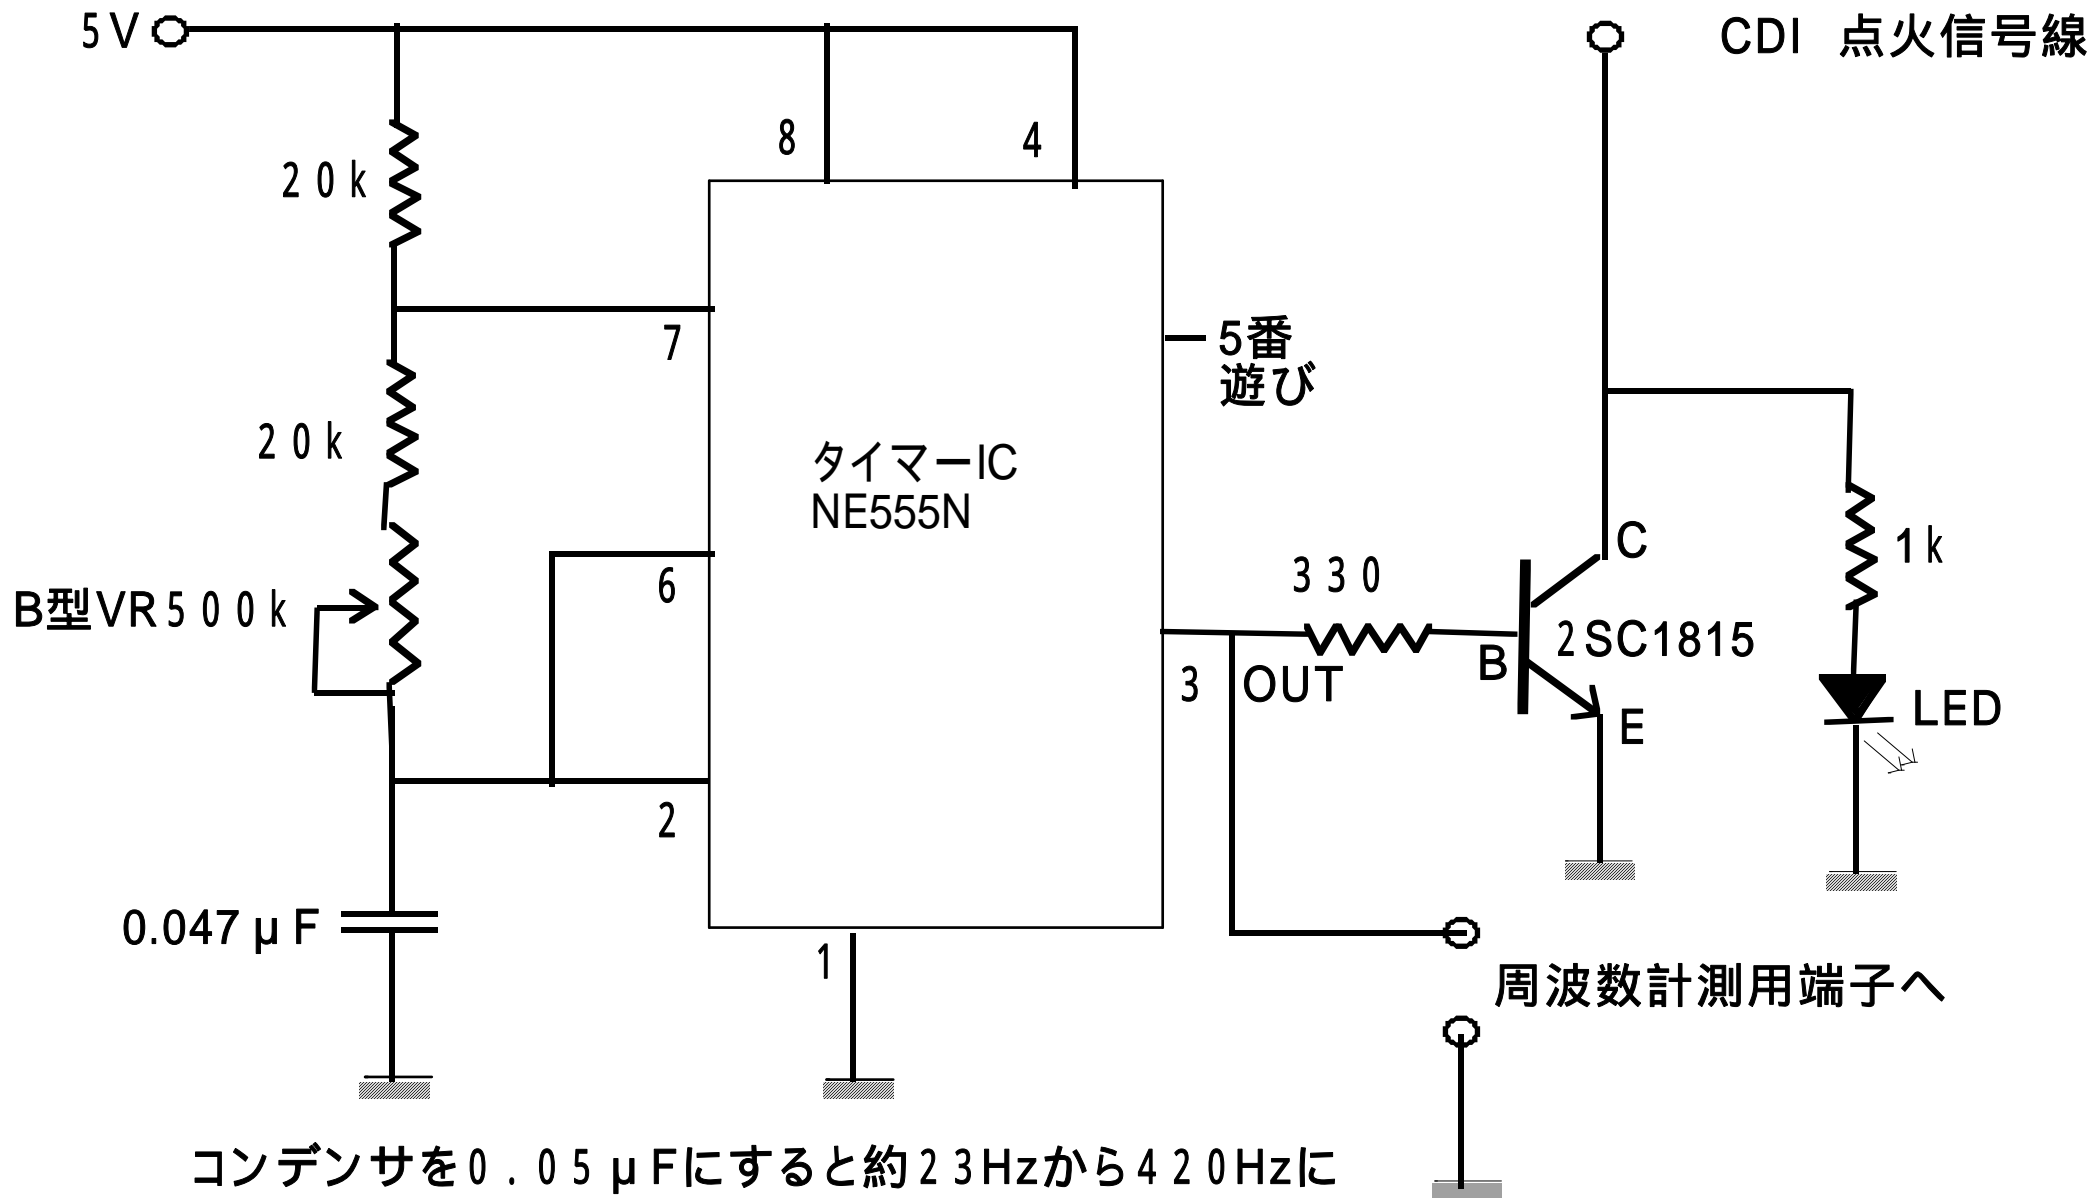 5V
CDI 点火信号線
8
4
20k
7
5番
遊び
20k
タイマーIC
NE555N
6
B型VR500k
330
C
1k
2SC1815
B
3
OUT
E
LED
2
0.047μF
1
周波数計測用端子へ
コンデンサを0.05μFにすると約23Hzから420Hzに